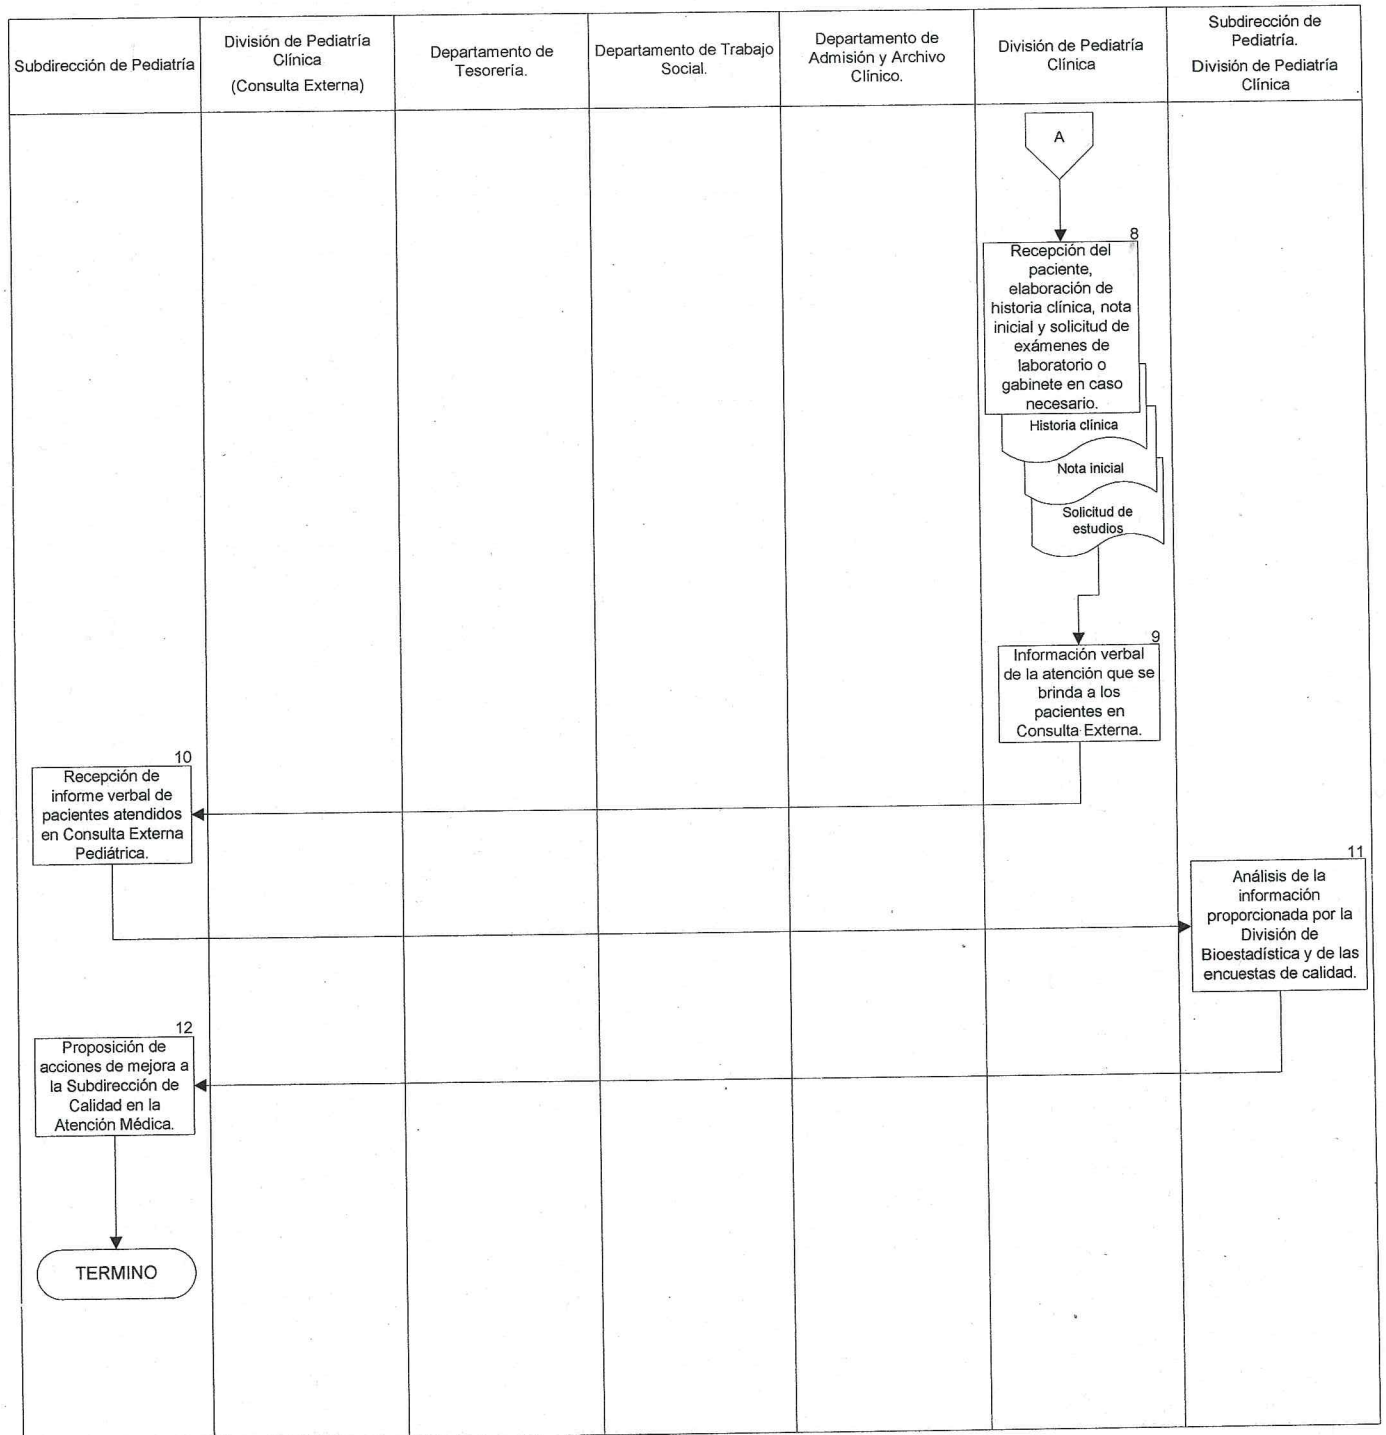 Subdirección de Pediatría
División de Pediatría
Clínica
(Consulta Externa)
Departamento de
Tesorería.
Departamento de Trabajo
Social.
Departamento de
Admisión y Archivo
Clínico.
División de Pediatría
Clínica
Subdirección de
Pediatría.
División de Pediatría
Clínica
A
8
Recepción del
paciente,
elaboración de
historia clínica, nota
inicial y solicitud de
exámenes de
laboratorio o
gabinete en caso
necesario.
Historia clínica
Nota inicial
Solicitud de
estudios
9
Información verbal
de la atención que se
brinda a los
pacientes en
Consulta Externa.
10
Recepción de
informe verbal de
pacientes atendidos
en Consulta Externa
Pediátrica.
11
Análisis de la
información
proporcionada por la
División de
Bioestadística y de las
encuestas de calidad.
12
Proposición de
acciones de mejora a
la Subdirección de
Calidad en la
Atención Médica.
TERMINO